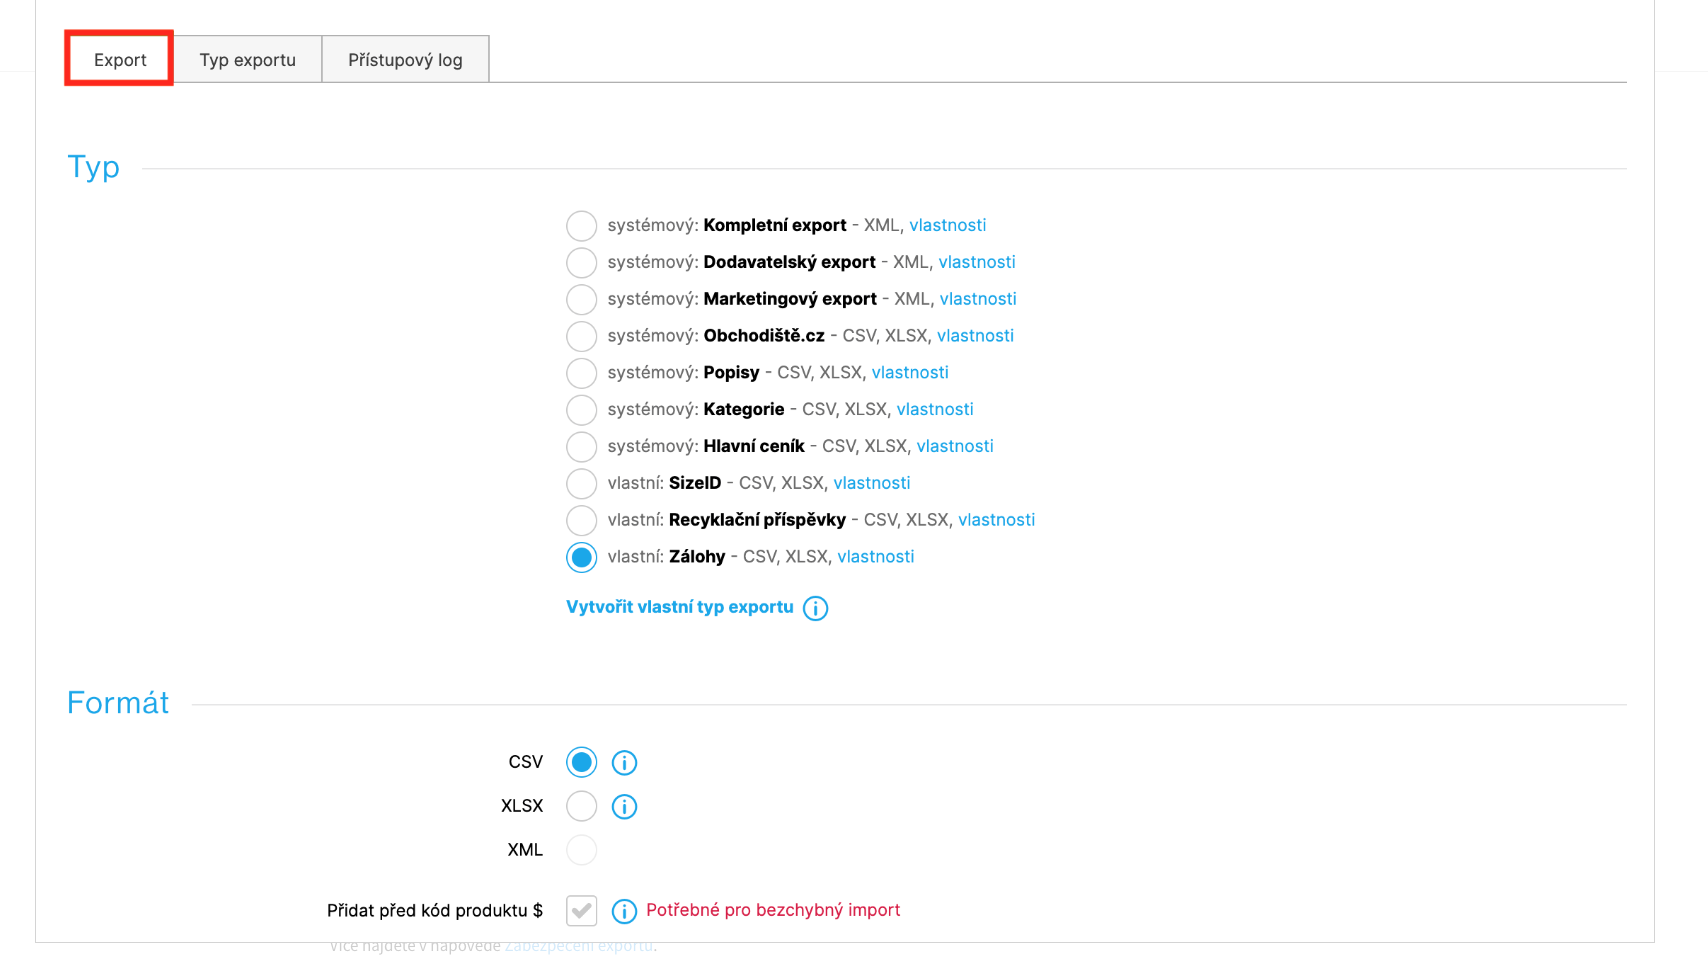 Export
Typ exportu
Přístupový log
Typ
systémový: Kompletní export - XML, vlastnosti
systémový: Dodavatelský export - XML, vlastnosti
systémový: Marketingový export - XML, vlastnosti
systémový: Obchodiště.cz - CSV, XLSX, vlastnosti
systémový: Popisy - CSV, XLSX, vlastnosti
systémový: Kategorie - CSV, XLSX, vlastnosti
systémový: Hlavní ceník - CSV, XLSX, vlastnosti
vlastní: SizeID - CSV, XLSX, vlastnosti
vlastní: Recyklační příspěvky - CSV, XLSX, vlastnosti
vlastní: Zálohy - CSV, XLSX, vlastnosti
Vytvořit vlastní typ exportu
Formát
CSV
XLSX
XML
Přidat před kód produktu $
Potřebné pro bezchybný import
Více najdete v nápovědě Zabezpečení exportu.